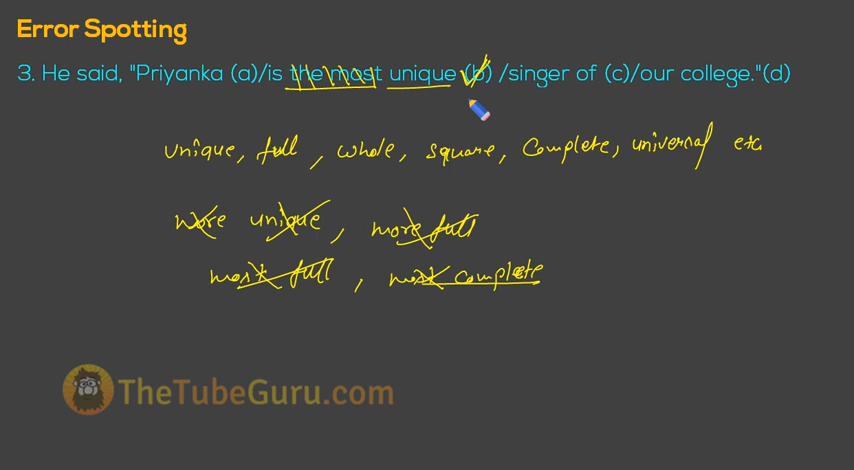 Error Spotting
3. He said, "Priyanka (a)/is the most unique (b) /singer of (c)/our college."(d)
unique, full, whole, square, Complete, universal etc
more unique, more full
most full, most complete
TheTubeGuru.com